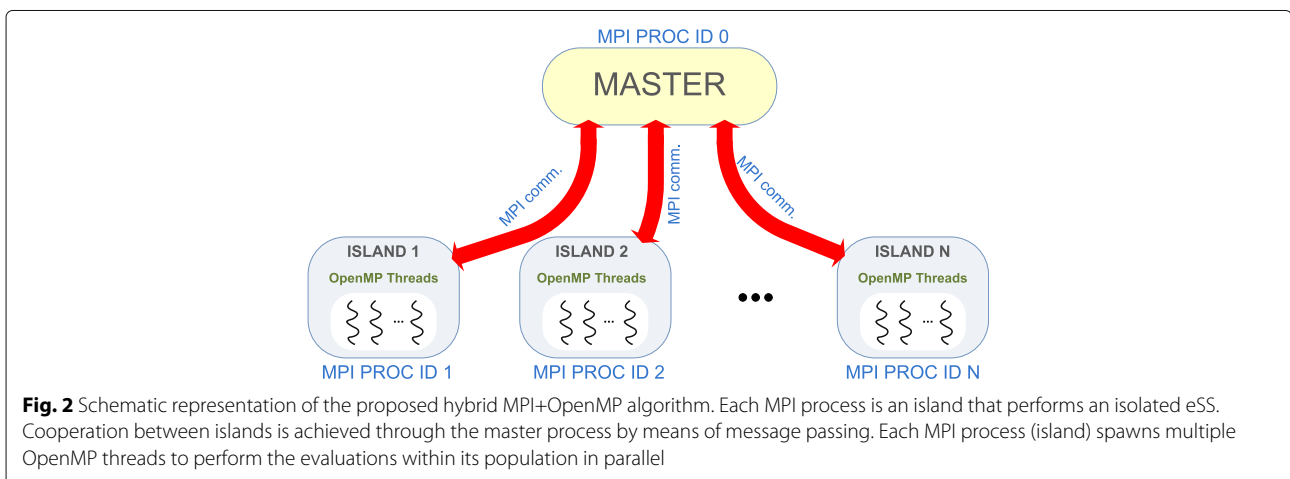 MPI PROC ID 0
MASTER
MPI comm.
MPI comm.
MPI comm.
ISLAND 1
OpenMP Threads
...
MPI PROC ID 1
ISLAND 2
OpenMP Threads
...
MPI PROC ID 2
•••
ISLAND N
OpenMP Threads
...
MPI PROC ID N
Fig. 2 Schematic representation of the proposed hybrid MPI+OpenMP algorithm. Each MPI process is an island that performs an isolated eSS.
Cooperation between islands is achieved through the master process by means of message passing. Each MPI process (island) spawns multiple
OpenMP threads to perform the evaluations within its population in parallel